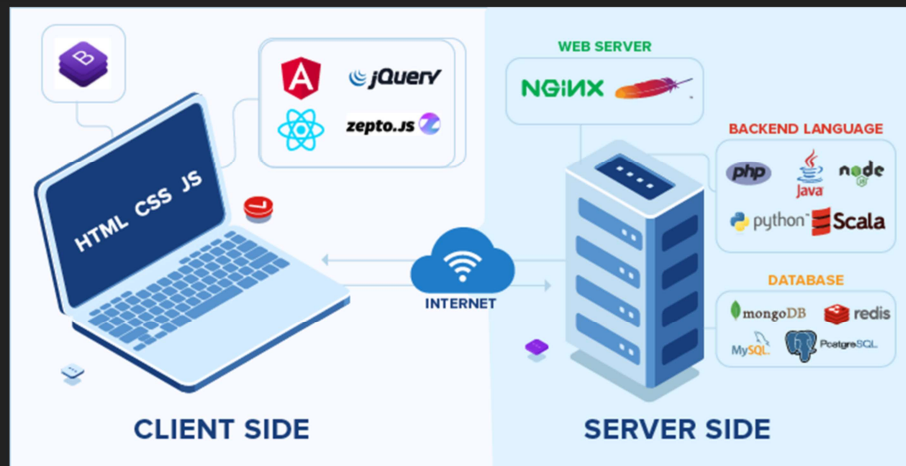 B
jQuery
zepto.js
HTML CSS JS
INTERNET
CLIENT SIDE
WEB SERVER
NGiNX
BACKEND LANGUAGE
php
Java
node
JS
python
Scala
DATABASE
mongoDB
redis
MySQL
PostgreSQL
SERVER SIDE